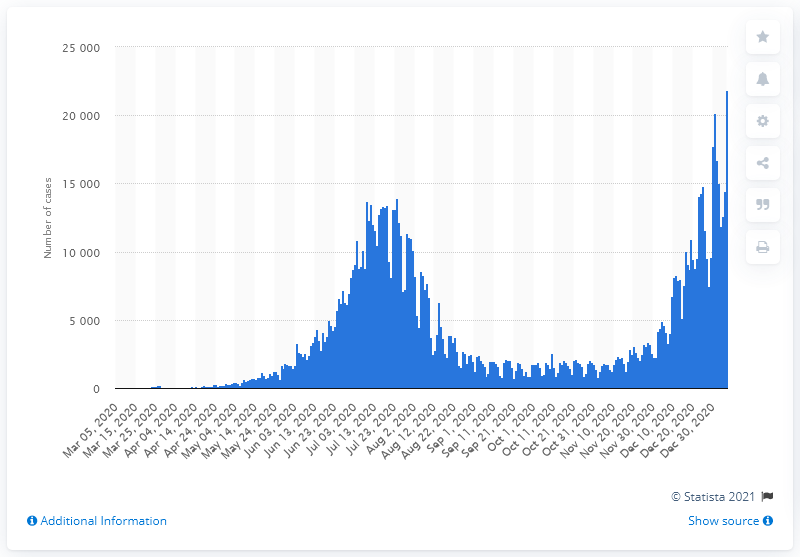 25 000
20 000
15 000
10 000
5 000
0
Number of cases
Mar 05, 2020
Mar 15, 2020
Mar 25, 2020
Apr 04, 2020
Apr 14, 2020
Apr 24, 2020
May 04, 2020
May 14, 2020
May 24, 2020
Jun 03, 2020
Jun 13, 2020
Jun 23, 2020
Jul 03, 2020
Jul 13, 2020
Jul 23, 2020
Aug 2, 2020
Aug 12, 2020
Aug 22, 2020
Sep 1, 2020
Sep 11, 2020
Sep 21, 2020
Oct 1, 2020
Oct 11, 2020
Oct 21, 2020
Oct 31, 2020
Nov 10, 2020
Nov 20, 2020
Nov 30, 2020
Dec 10, 2020
Dec 20, 2020
Dec 30, 2020
© Statista 2021
Additional Information
Show source